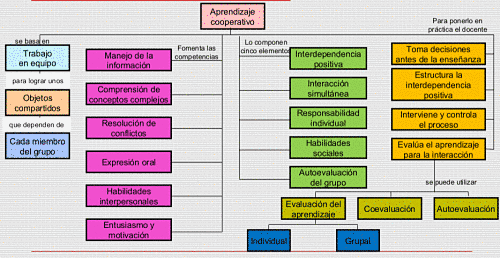 Aprendizaje
cooperativo
se basa en
Trabajo
en equipo
para lograr unos
Objetos
compartidos
que dependen de
Cada miembro
del grupo
Fomenta las
competencias
Manejo de la
información
Comprensión de
conceptos complejos
Resolución de
conflictos
Expresión oral
Habilidades
interpersonales
Entusiasmo y
motivación
Lo componen
cinco elementos
Interdependencia
positiva
Interacción
simultánea
Responsabilidad
individual
Habilidades
sociales
Autoevaluación
del grupo
Para ponerlo en
práctica el docente
Toma decisiones
antes de la enseñanza
Estructura la
interdependencia
positiva
Interviene y controla
el proceso
Evalúa el aprendizaje
para la interacción
se puede utilizar
Evaluación del
aprendizaje
Coevaluación
Autoevaluación
Individual
Grupal